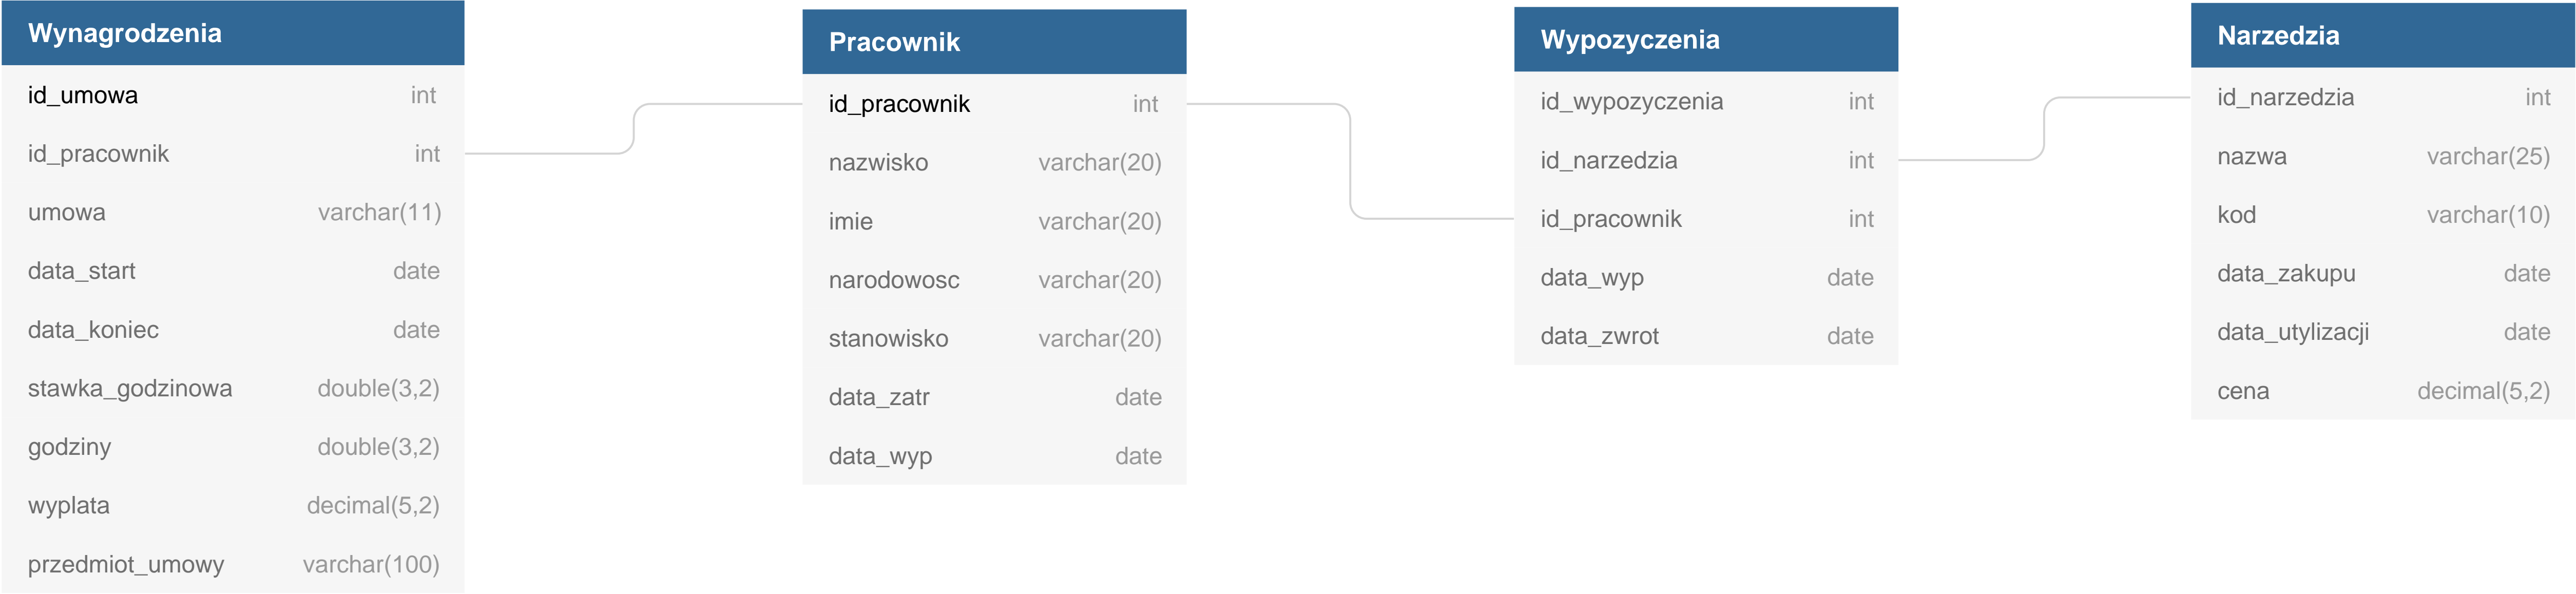 Wynagrodzenia
id_umowa int
id_pracownik int
umowa varchar(11)
data_start date
data_koniec date
stawka_godzinowa double(3,2)
godziny double(3,2)
wyplata decimal(5,2)
przedmiot_umowy varchar(100)
Pracownik
id_pracownik int
nazwisko varchar(20)
imie varchar(20)
narodowosc varchar(20)
stanowisko varchar(20)
data_zatr date
data_wyp date
Wypozyczenia
id_wypozyczenia int
id_narzedzia int
id_pracownik int
data_wyp date
data_zwrot date
Narzedzia
id_narzedzia int
nazwa varchar(25)
kod varchar(10)
data_zakupu date
data_utylizacji date
cena decimal(5,2)